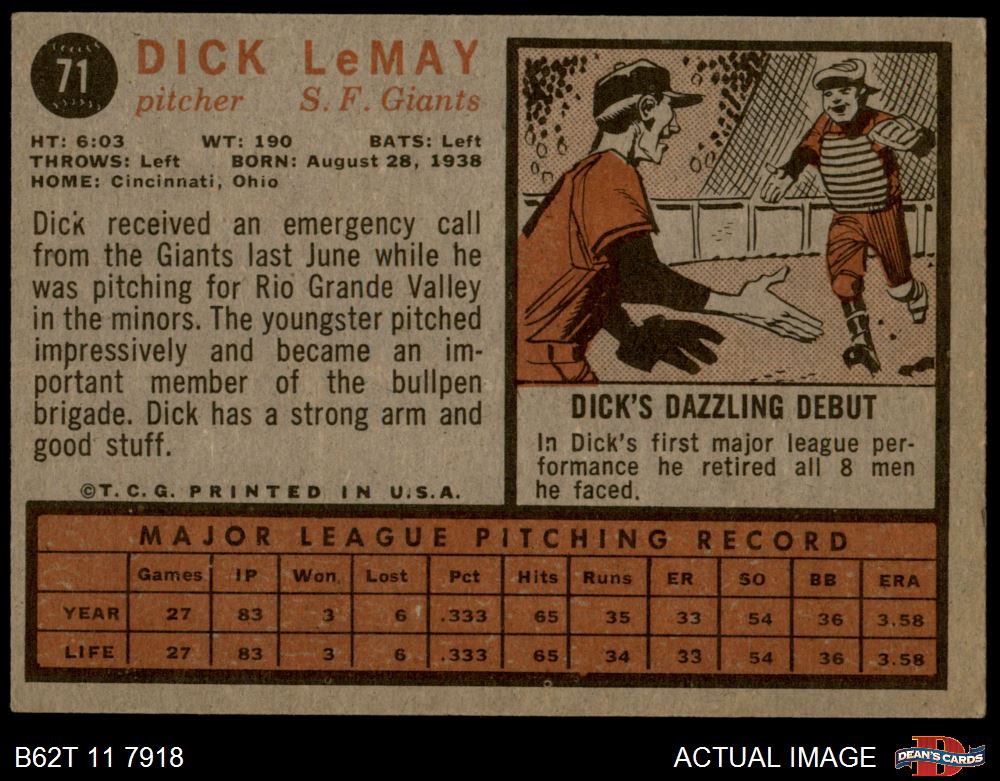 71
DICK LeMAY
pitcher S. F. Giants
HT: 6:03 WT: 190 BATS: Left
THROWS: Left BORN: August 28, 1938
HOME: Cincinnati, Ohio
Dick received an emergency call
from the Giants last June while he
was pitching for Rio Grande Valley
in the minors. The youngster pitched
impressively and became an im-
portant member of the bullpen
brigade. Dick has a strong arm and
good stuff.
©T.C.G. PRINTED IN U.S.A.
DICK'S DAZZLING DEBUT
In Dick's first major league per-
formance he retired all 8 men
he faced.
MAJOR LEAGUE PITCHING RECORD
Games IP Won Lost Pct Hits Runs ER SO BB ERA
YEAR 27 83 3 6 .333 65 35 33 54 36 3.58
LIFE 27 83 3 6 .333 65 34 33 54 36 3.58
B62T 11 7918 ACTUAL IMAGE D DEAN'S CARDS